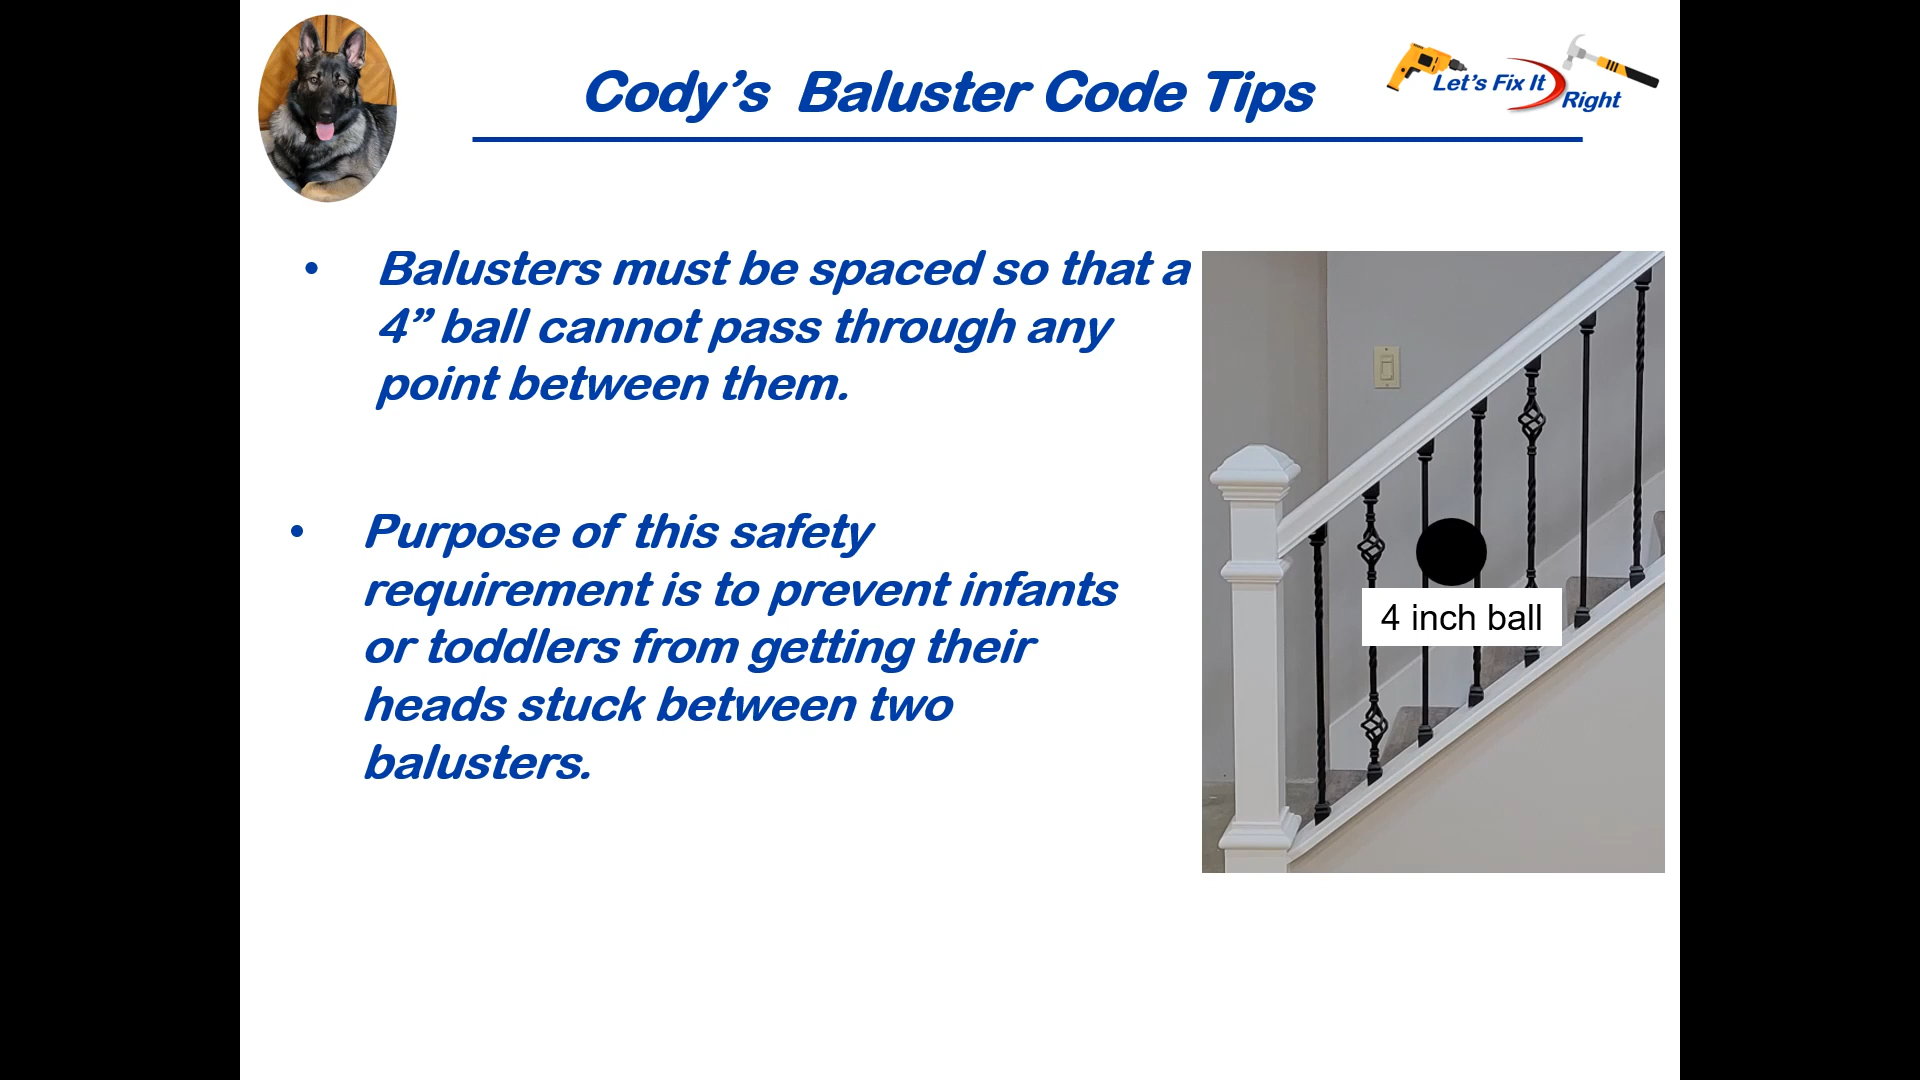 Cody’s Baluster Code Tips
Let’s Fix It
Right
• Balusters must be spaced so that a
4” ball cannot pass through any
point between them.
• Purpose of this safety
requirement is to prevent infants
or toddlers from getting their
heads stuck between two
balusters.
4 inch ball